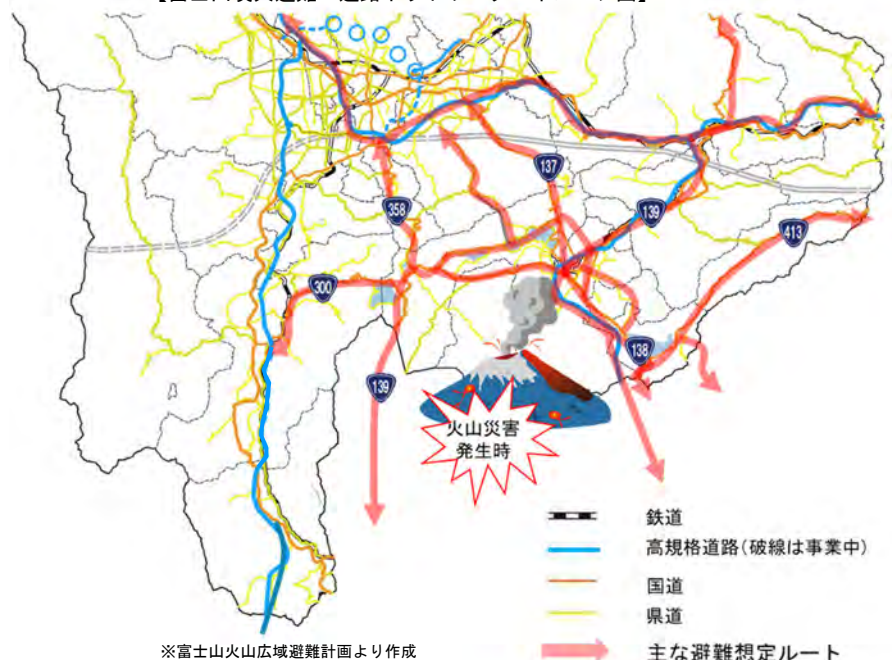 137
358
139
413
300
138
139
火山災害
発生時
鉄道
高規格道路(破線は事業中)
国道
県道
主な避難想定ルート
※富士山火山広域避難計画より作成